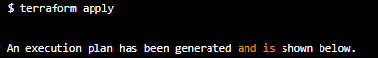 $ terraform apply
An execution plan has been generated and is shown below.